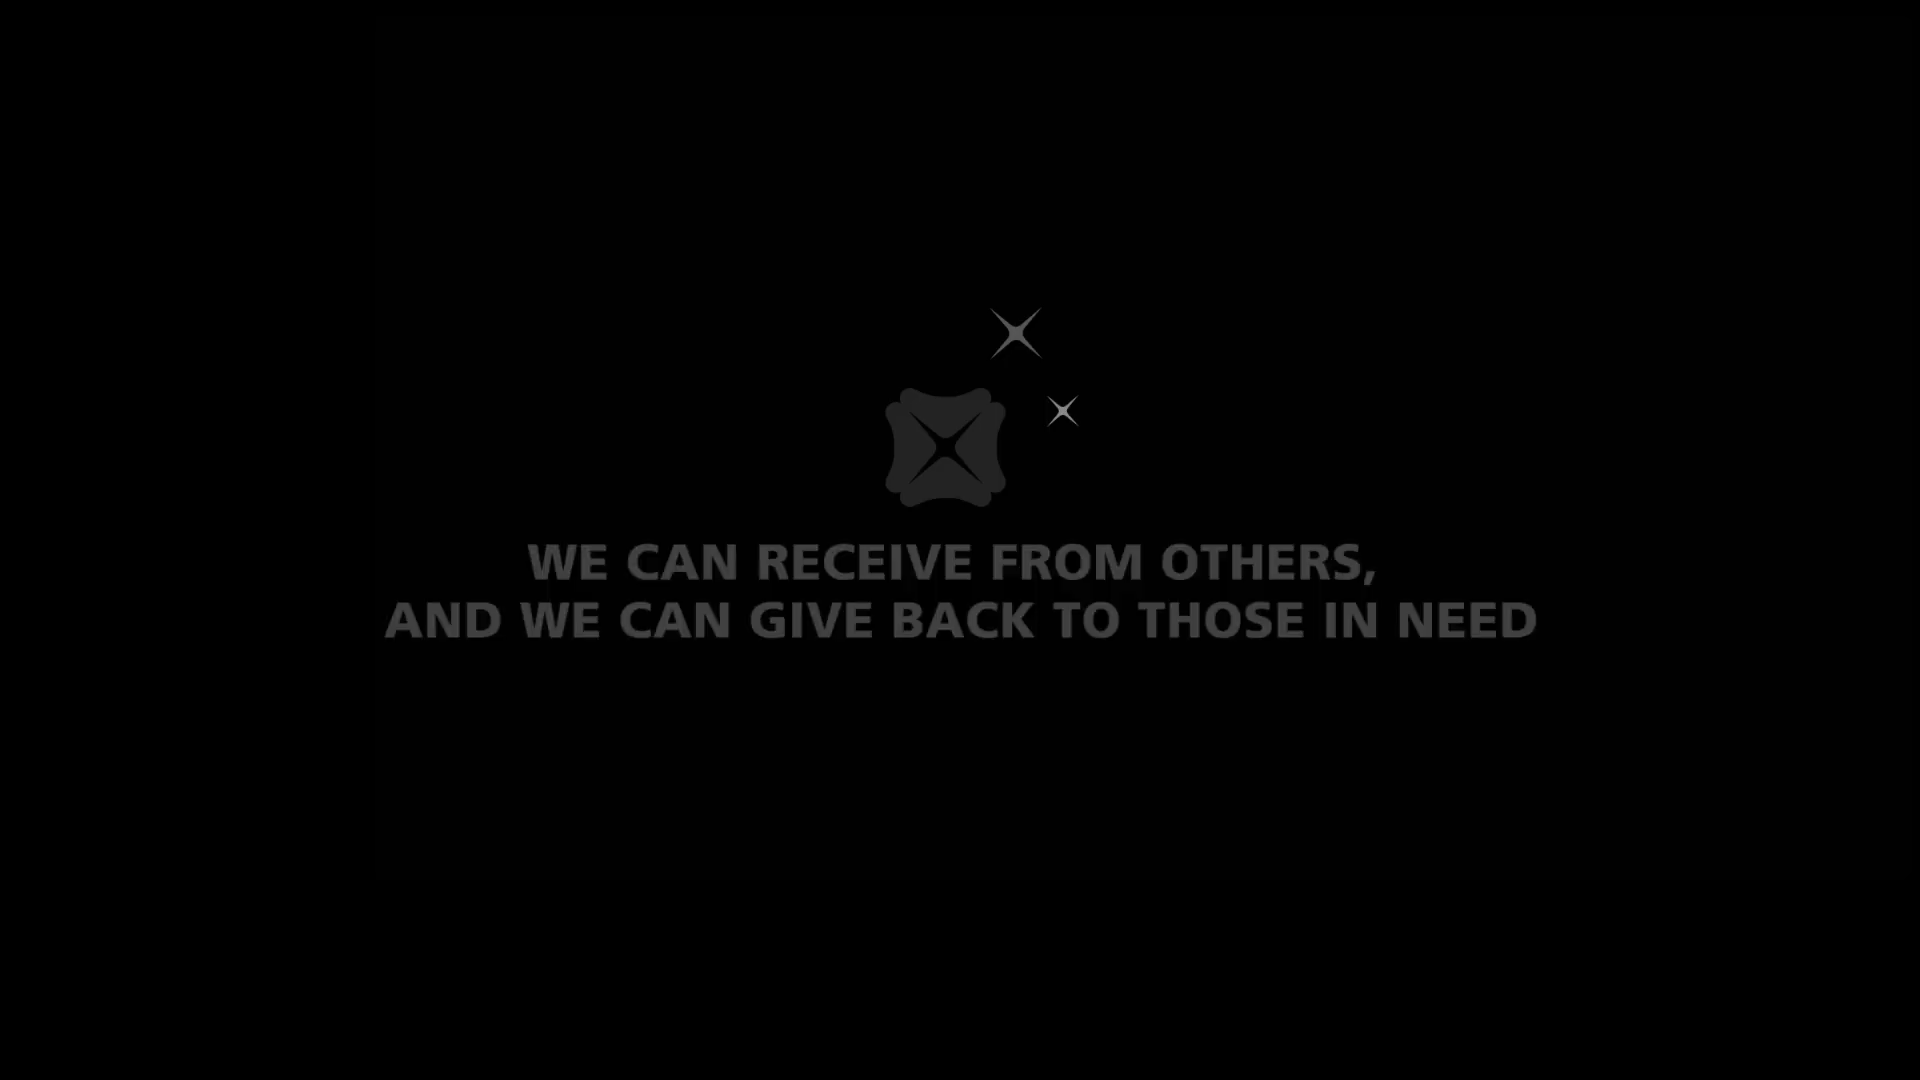 WE CAN RECEIVE FROM OTHERS,
AND WE CAN GIVE BACK TO THOSE IN NEED